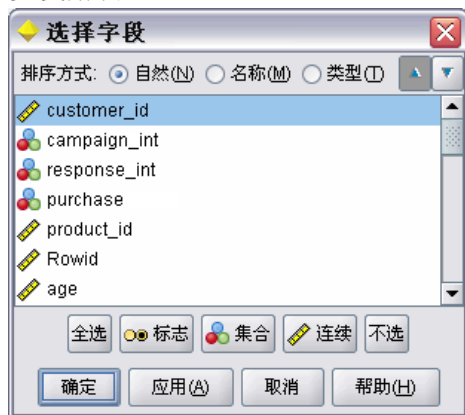 选择字段
排序方式: 自然(N) 名称(M) 类型(T)
customer_id
campaign_int
response_int
purchase
product_id
Rowid
age
全选 标志 集合 连续 不选
确定 应用(A) 取消 帮助(H)